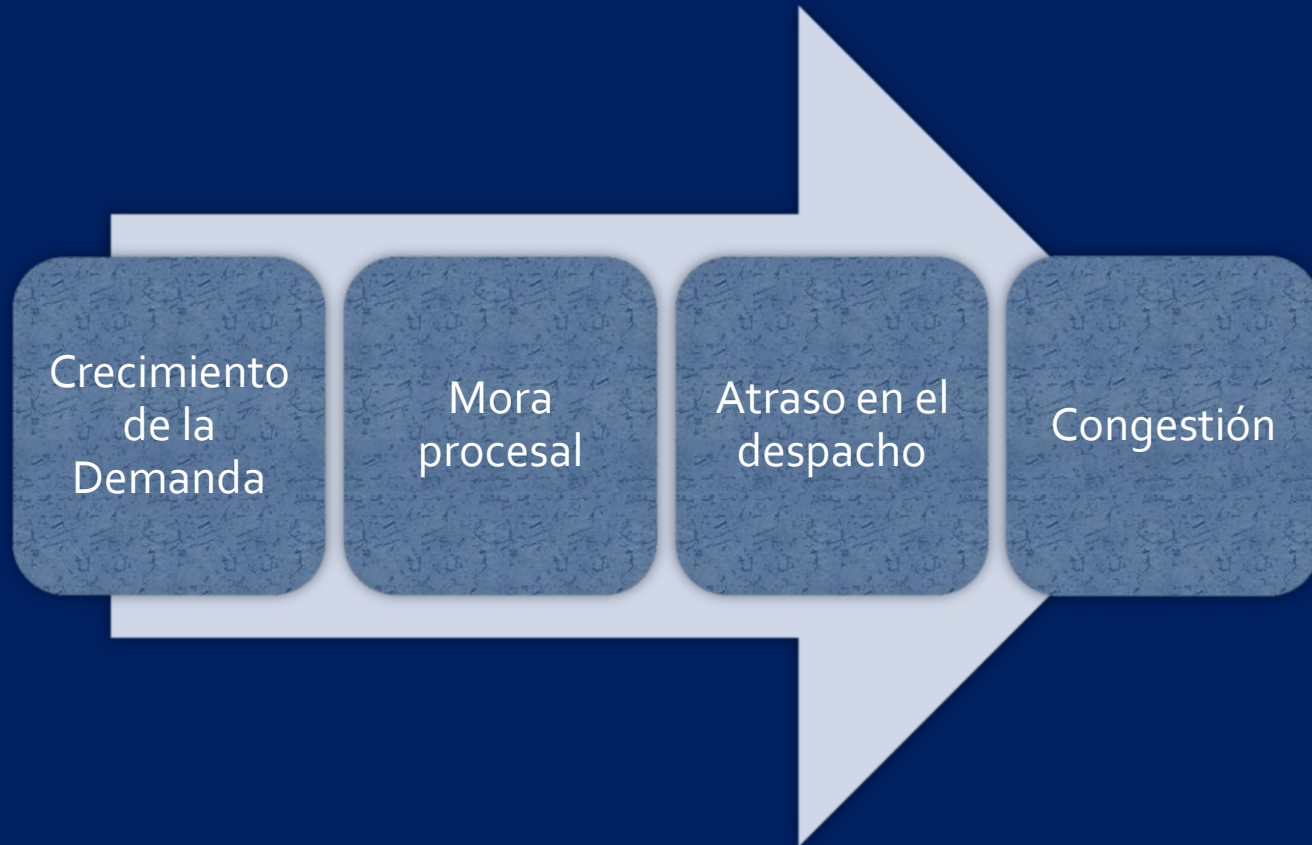 Crecimiento
de la
Demanda
Mora
procesal
Atraso en el
despacho
Congestión